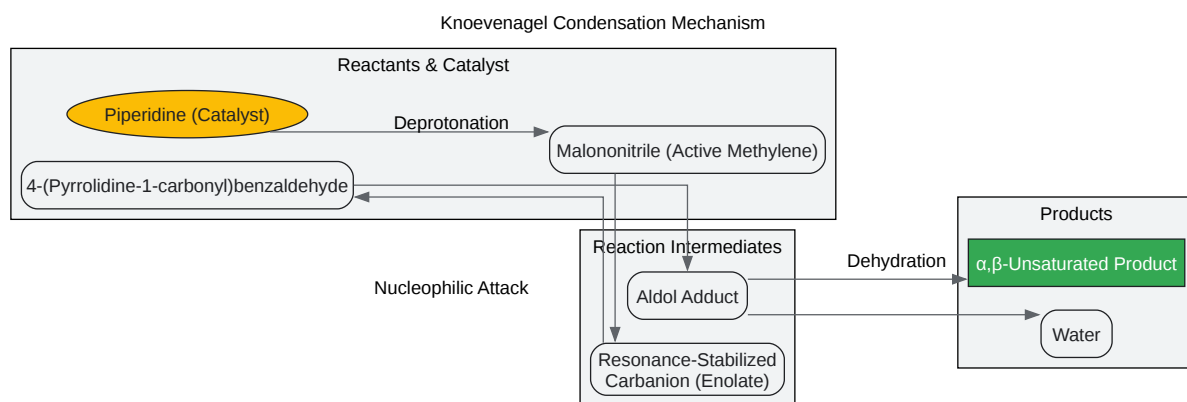 Knoevenagel Condensation Mechanism
Reactants & Catalyst
Piperidine (Catalyst)
Deprotonation
Malononitrile (Active Methylene)
4-(Pyrrolidine-1-carbonyl)benzaldehyde
Products
Reaction Intermediates
Dehydration
α,β-Unsaturated Product
Nucleophilic Attack
Aldol Adduct
Water
Resonance-Stabilized
Carbanion (Enolate)